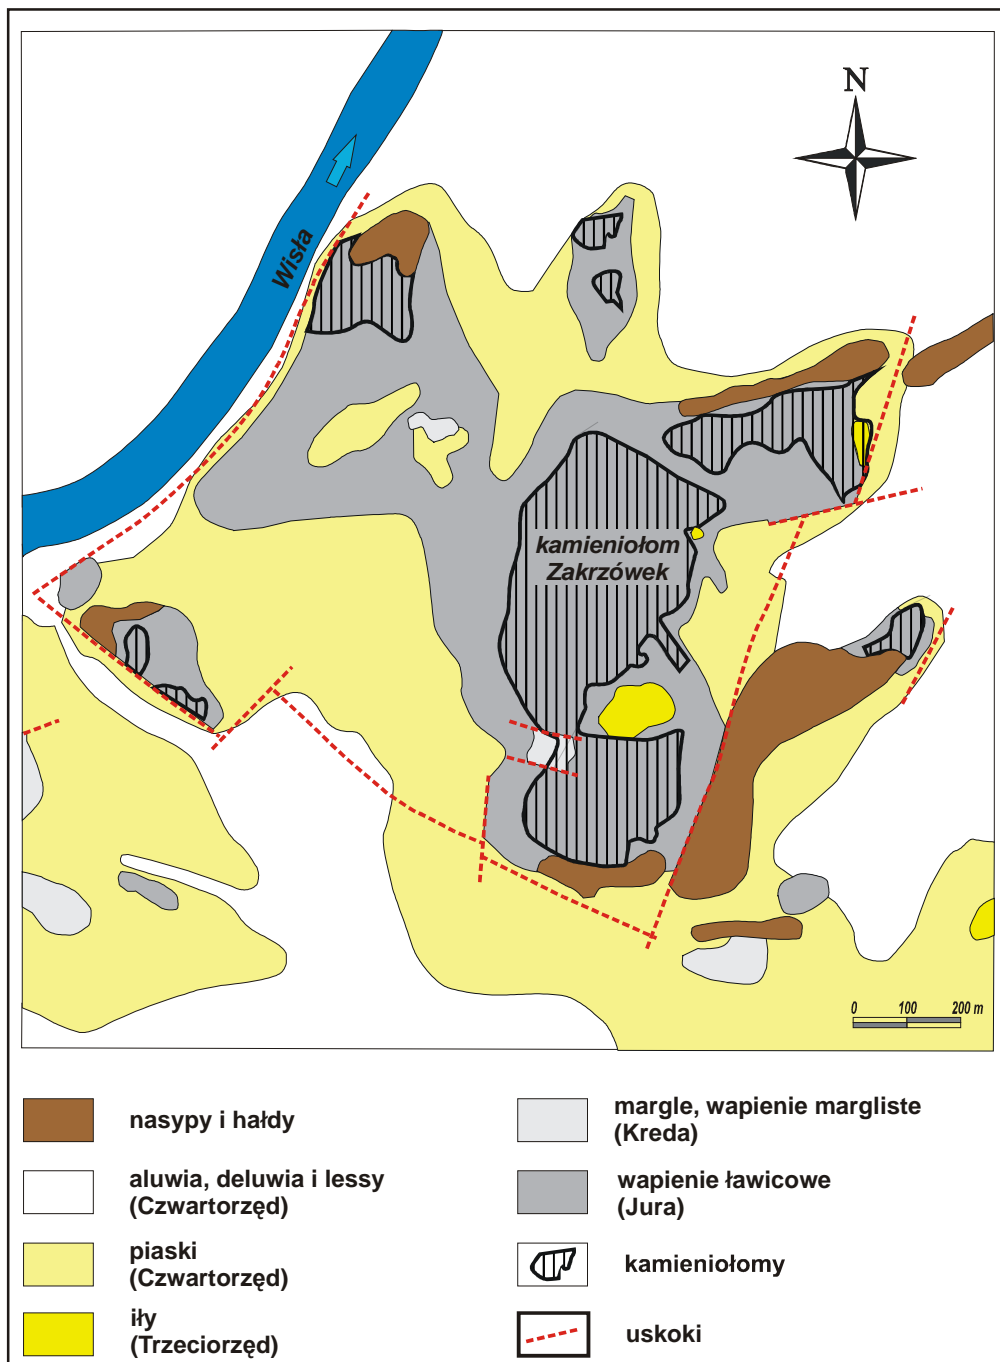 N
Wisła
kamieniołom
Zakrzówek
0 100 200 m
nasypy i hałdy
aluwia, deluwia i lessy
(Czwartorzęd)
piaski
(Czwartorzęd)
iły
(Trzeciorzęd)
margle, wapienie margliste
(Kreda)
wapienie ławicowe
(Jura)
kamieniołomy
uskoki